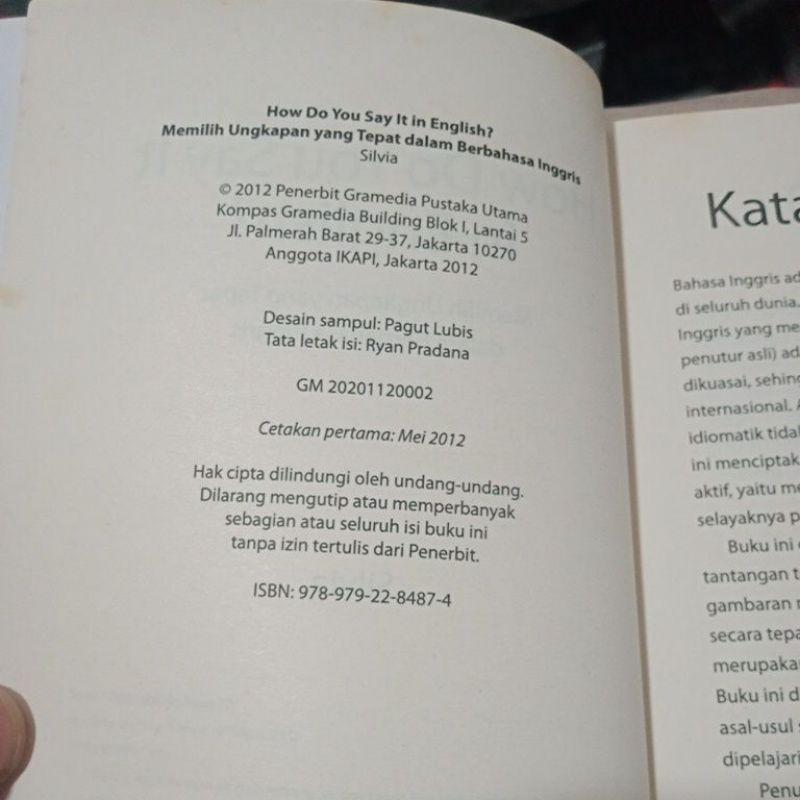 How Do You Say It in English?
Memilih Ungkapan yang Tepat dalam Berbahasa Inggris
Silvia
© 2012 Penerbit Gramedia Pustaka Utama
Kompas Gramedia Building Blok I, Lantai 5
Jl. Palmerah Barat 29-37, Jakarta 10270
Anggota IKAPI, Jakarta 2012
Desain sampul: Pagut Lubis
Tata letak isi: Ryan Pradana
GM 20201120002
Cetakan pertama: Mei 2012
Hak cipta dilindungi oleh undang-undang.
Dilarang mengutip atau memperbanyak
sebagian atau seluruh isi buku ini
tanpa izin tertulis dari Penerbit.
ISBN: 978-979-22-8487-4
Kata
Bahasa Inggris ad
di seluruh dunia.
Inggris yang me
penutur asli) ad
dikuasai, sehing
internasional. A
idiomatik tidal
ini menciptak
aktif, yaitu me
selayaknya p
Buku ini
tantangan t
gambaran
secara tepa
merupaka
Buku ini d
asal-usul
dipelajari
Penu